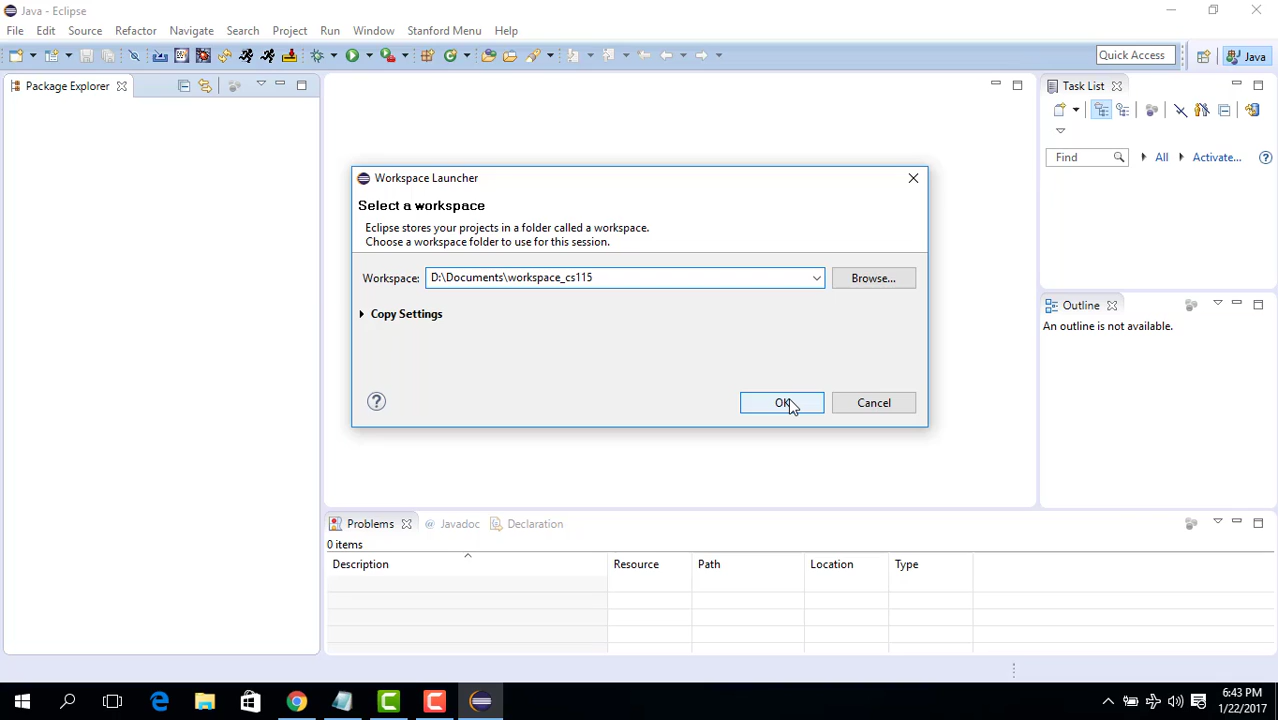 Java - Eclipse
File Edit Source Refactor Navigate Search Project Run Window Stanford Menu Help
Quick Access
Java
Package Explorer
Task List
Find All Activate...
Workspace Launcher
Select a workspace
Eclipse stores your projects in a folder called a workspace.
Choose a workspace folder to use for this session.
Workspace: D:\Documents\workspace_cs115 Browse...
Copy Settings
OK Cancel
Outline
An outline is not available.
Problems @ Javadoc Declaration
0 items
Description Resource Path Location Type
6:43 PM
1/22/2017